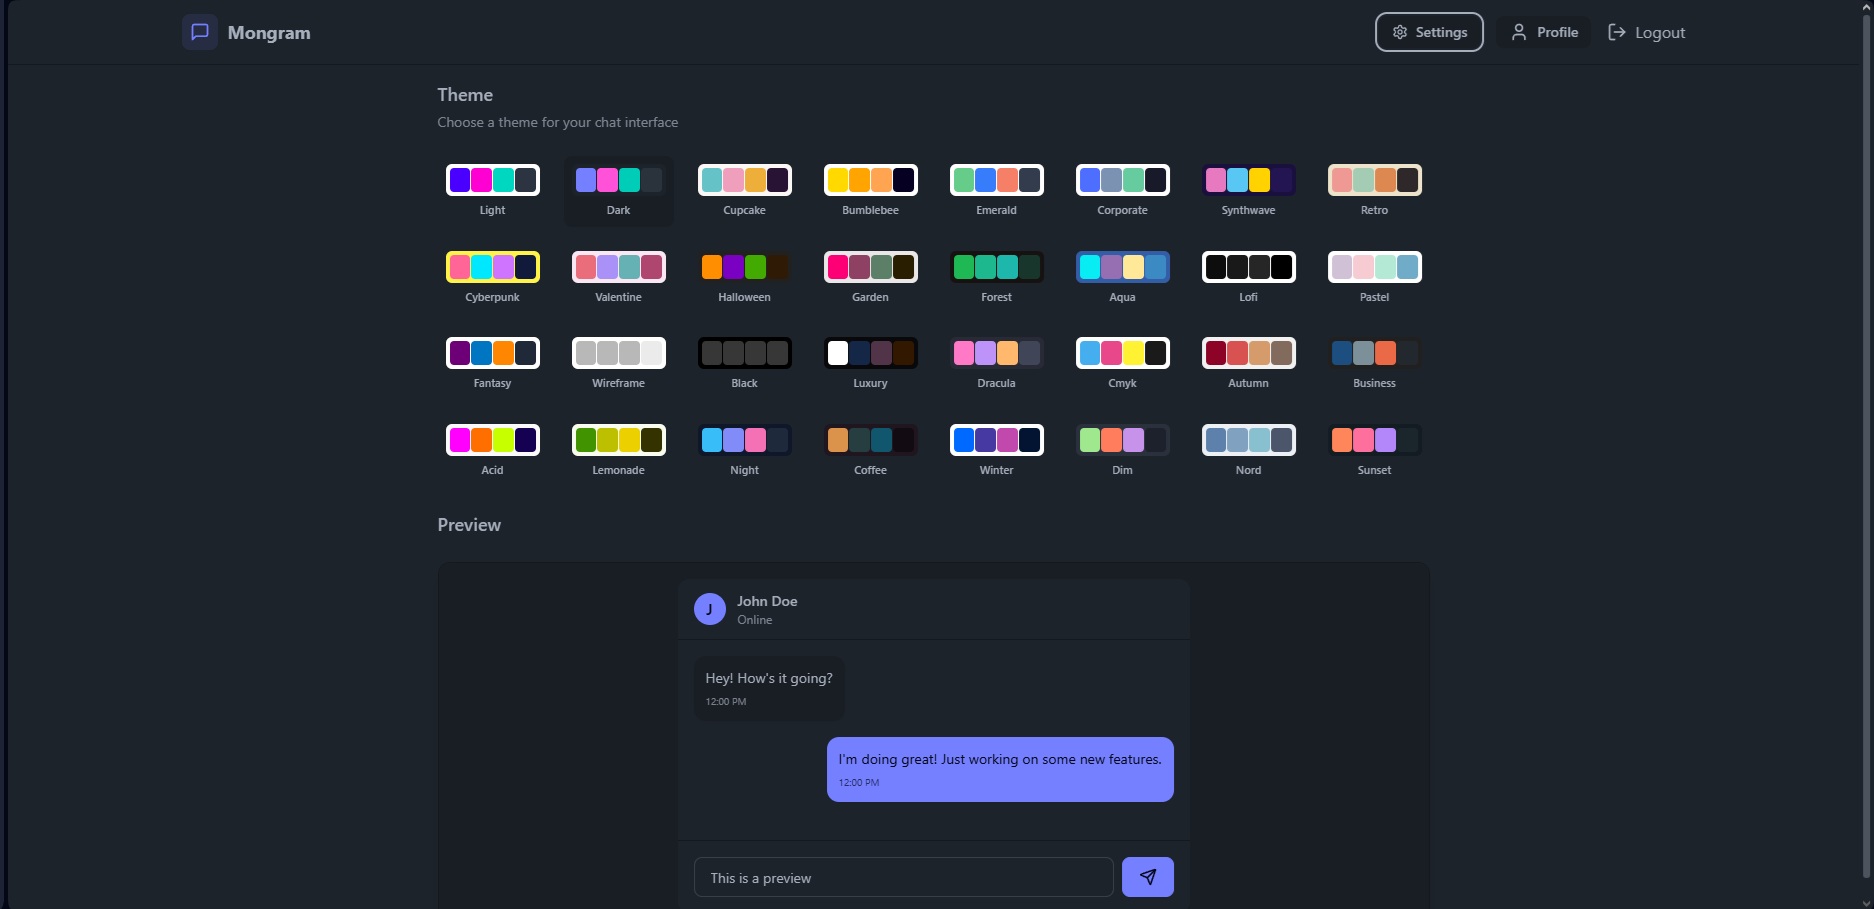 Mongram
Settings
Profile
Logout
Theme
Choose a theme for your chat interface
Light
Dark
Cupcake
Bumblebee
Emerald
Corporate
Synthwave
Retro
Cyberpunk
Valentine
Halloween
Garden
Forest
Aqua
Lofi
Pastel
Fantasy
Wireframe
Black
Luxury
Dracula
Cmyk
Autumn
Business
Acid
Lemonade
Night
Coffee
Winter
Dim
Nord
Sunset
Preview
J
John Doe
Online
Hey! How's it going?
12:00 PM
I'm doing great! Just working on some new features.
12:00 PM
This is a preview